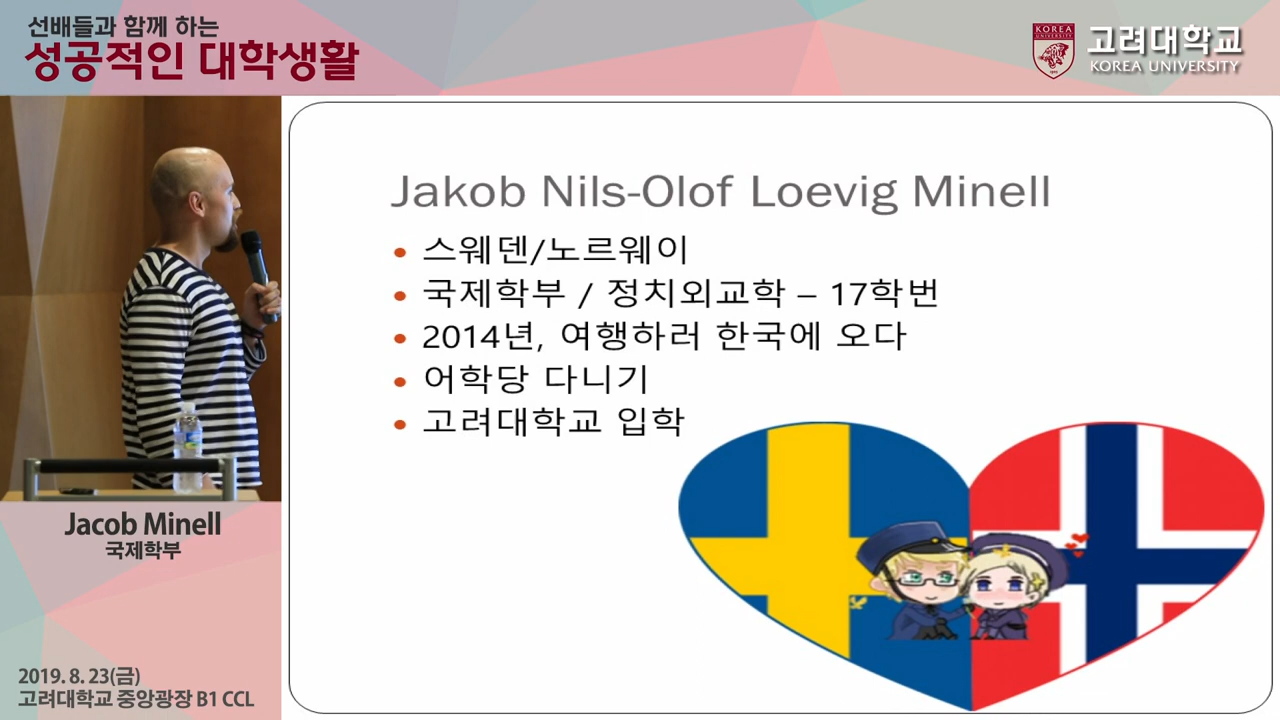 선배들과 함께 하는
성공적인 대학생활
KOREA
UNIVERSITY
고려대학교
KOREA UNIVERSITY
Jakob Nils-Olof Loevig Minell
• 스웨덴/노르웨이
• 국제학부 / 정치외교학 – 17학번
• 2014년, 여행하러 한국에 오다
• 어학당 다니기
• 고려대학교 입학
Jacob Minell
국제학부
2019. 8. 23(금)
고려대학교 중앙광장 B1 CCL